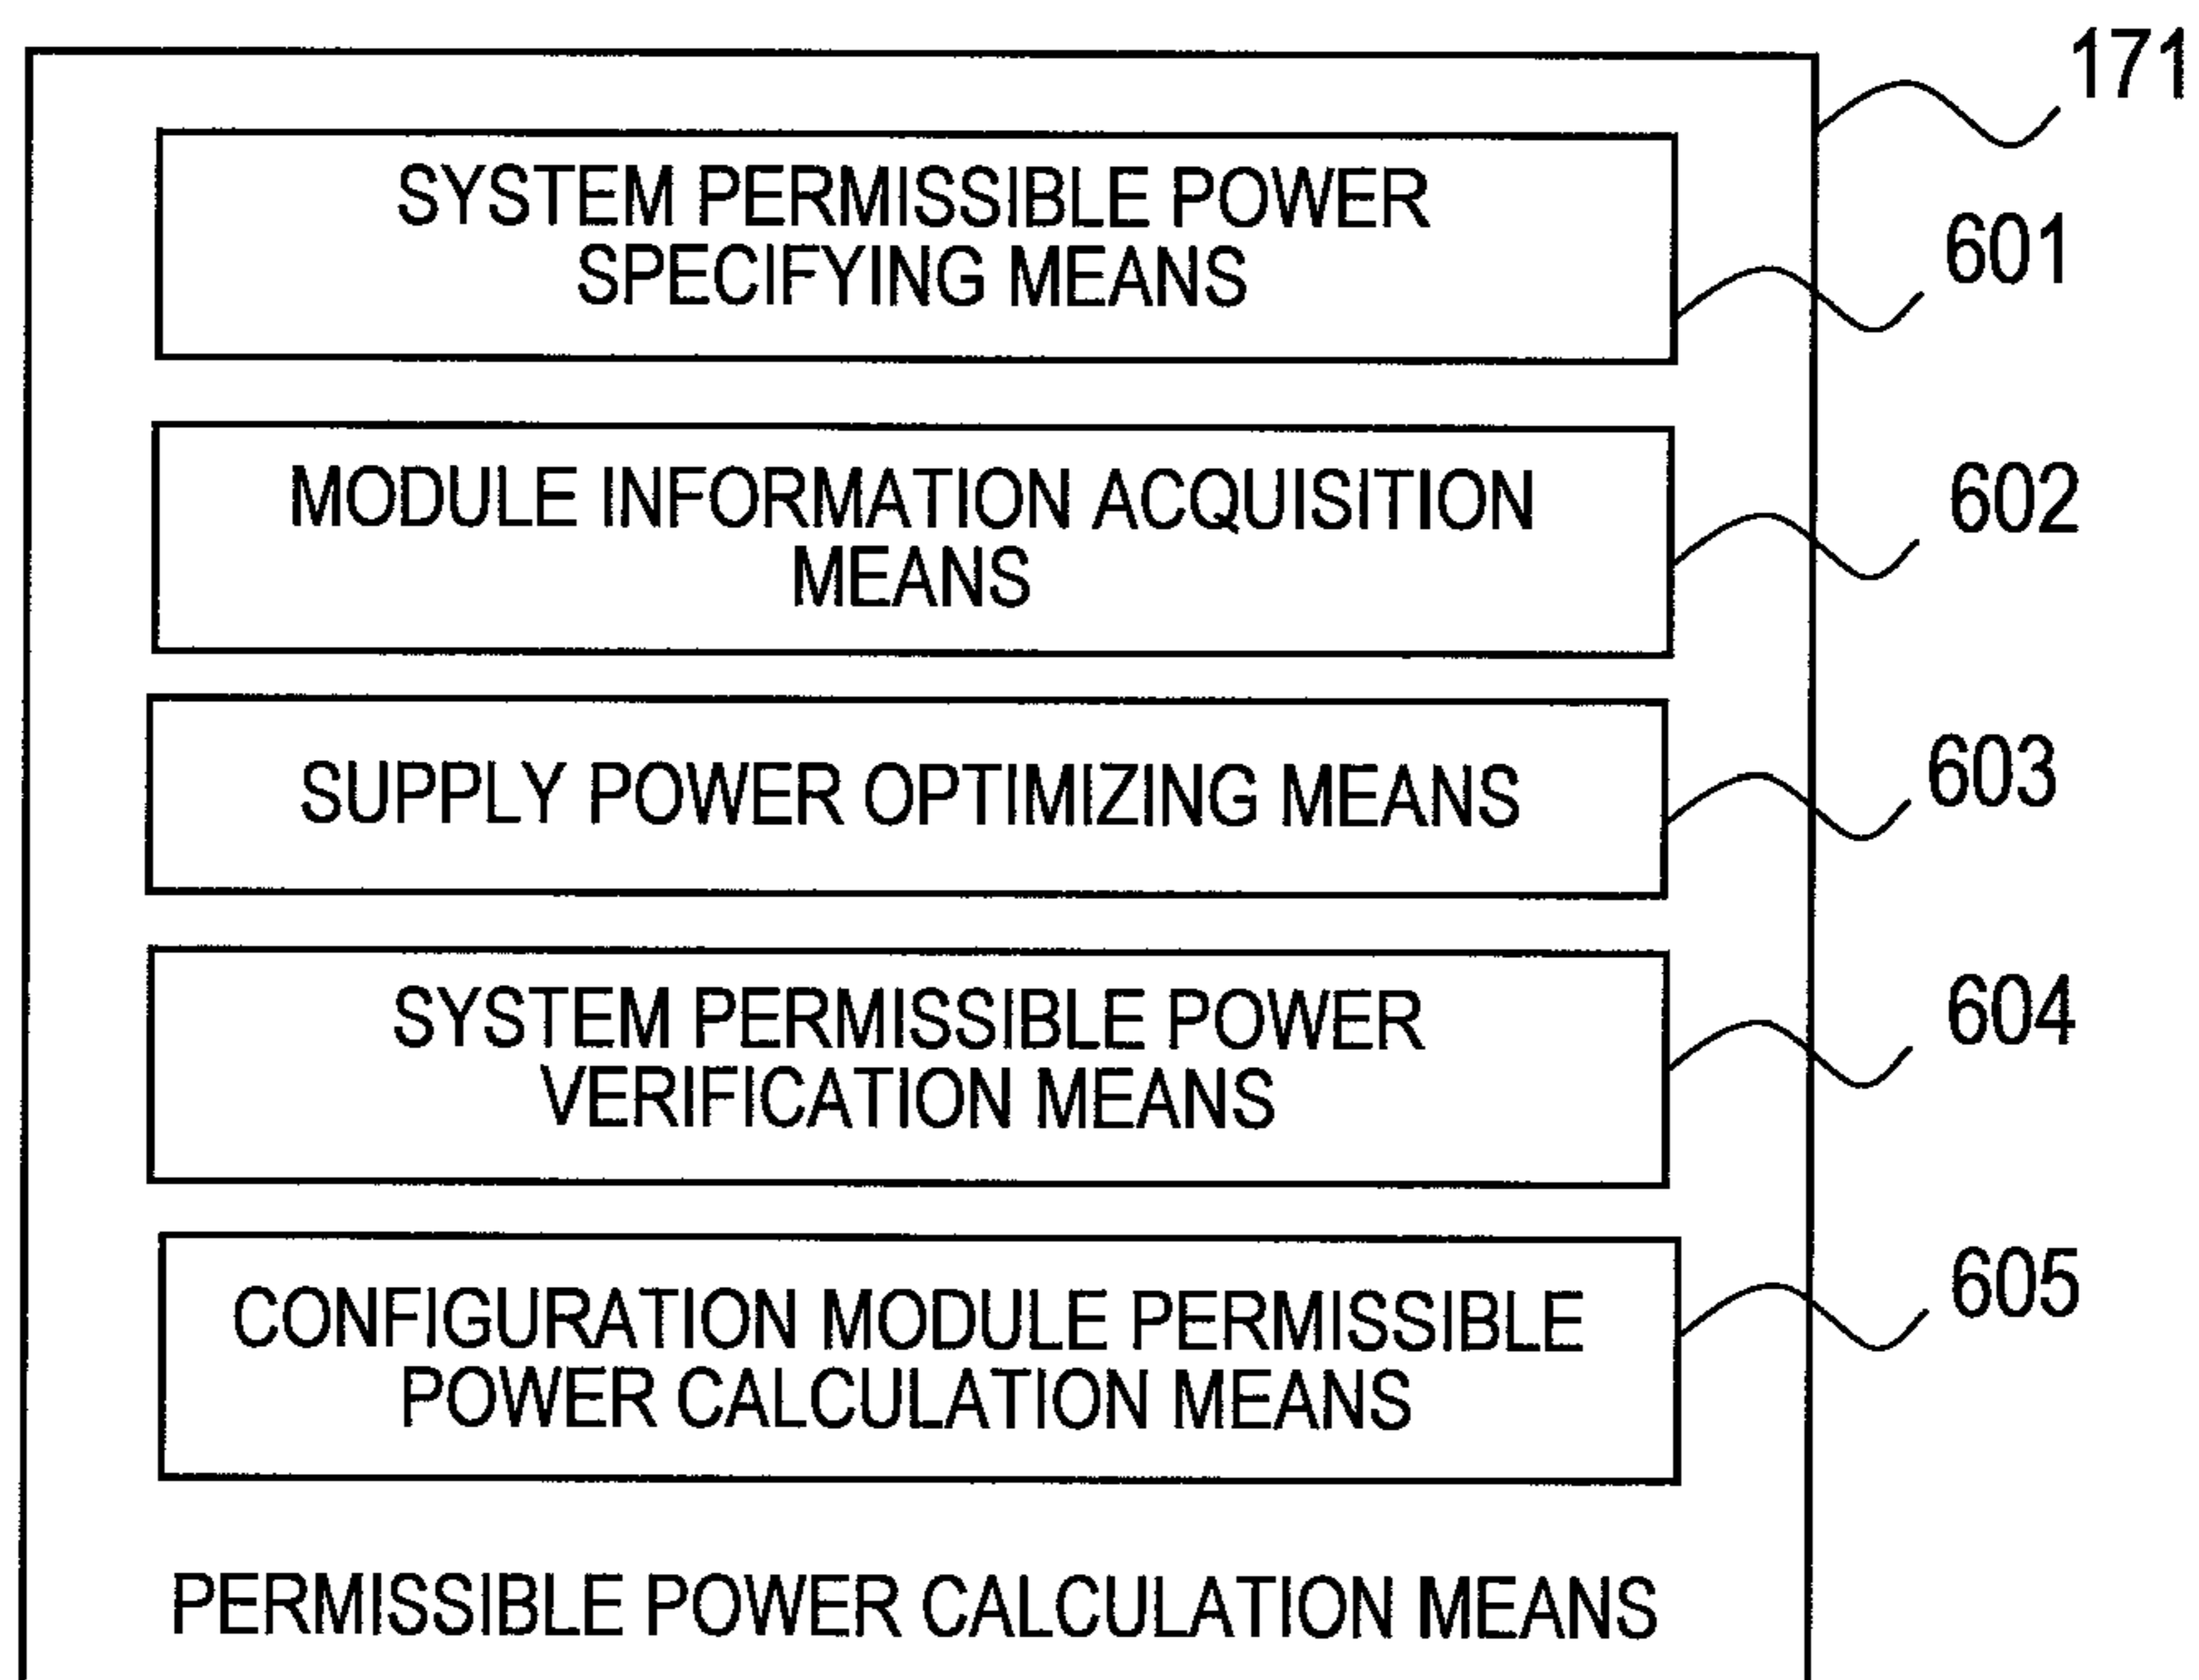 171
SYSTEM PERMISSIBLE POWER
SPECIFYING MEANS
601
MODULE INFORMATION ACQUISITION
MEANS
602
SUPPLY POWER OPTIMIZING MEANS
603
SYSTEM PERMISSIBLE POWER
VERIFICATION MEANS
604
CONFIGURATION MODULE PERMISSIBLE
POWER CALCULATION MEANS
605
PERMISSIBLE POWER CALCULATION MEANS